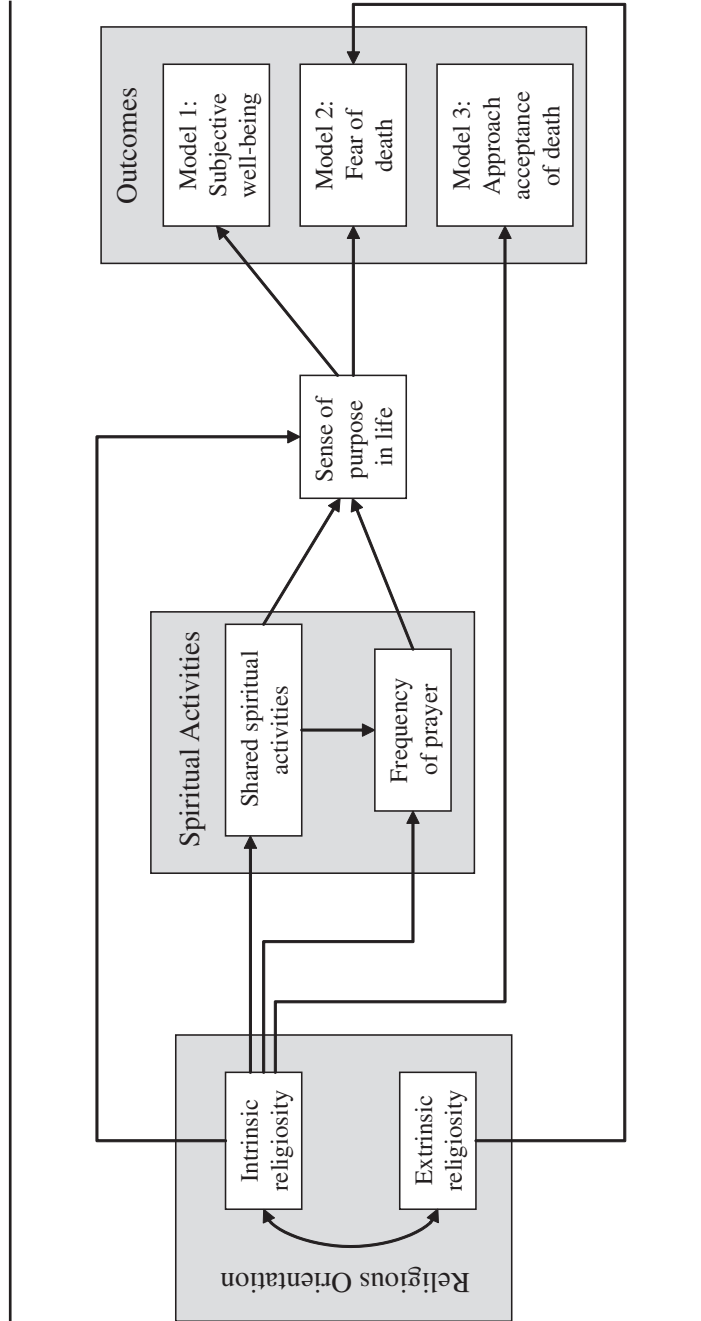 Religious Orientation
Intrinsic
religiosity
Extrinsic
religiosity
Spiritual Activities
Shared spiritual
activities
Frequency
of prayer
Sense of
purpose
in life
Outcomes
Model 1:
Subjective
well-being
Model 2:
Fear of
death
Model 3:
Approach
acceptance
of death